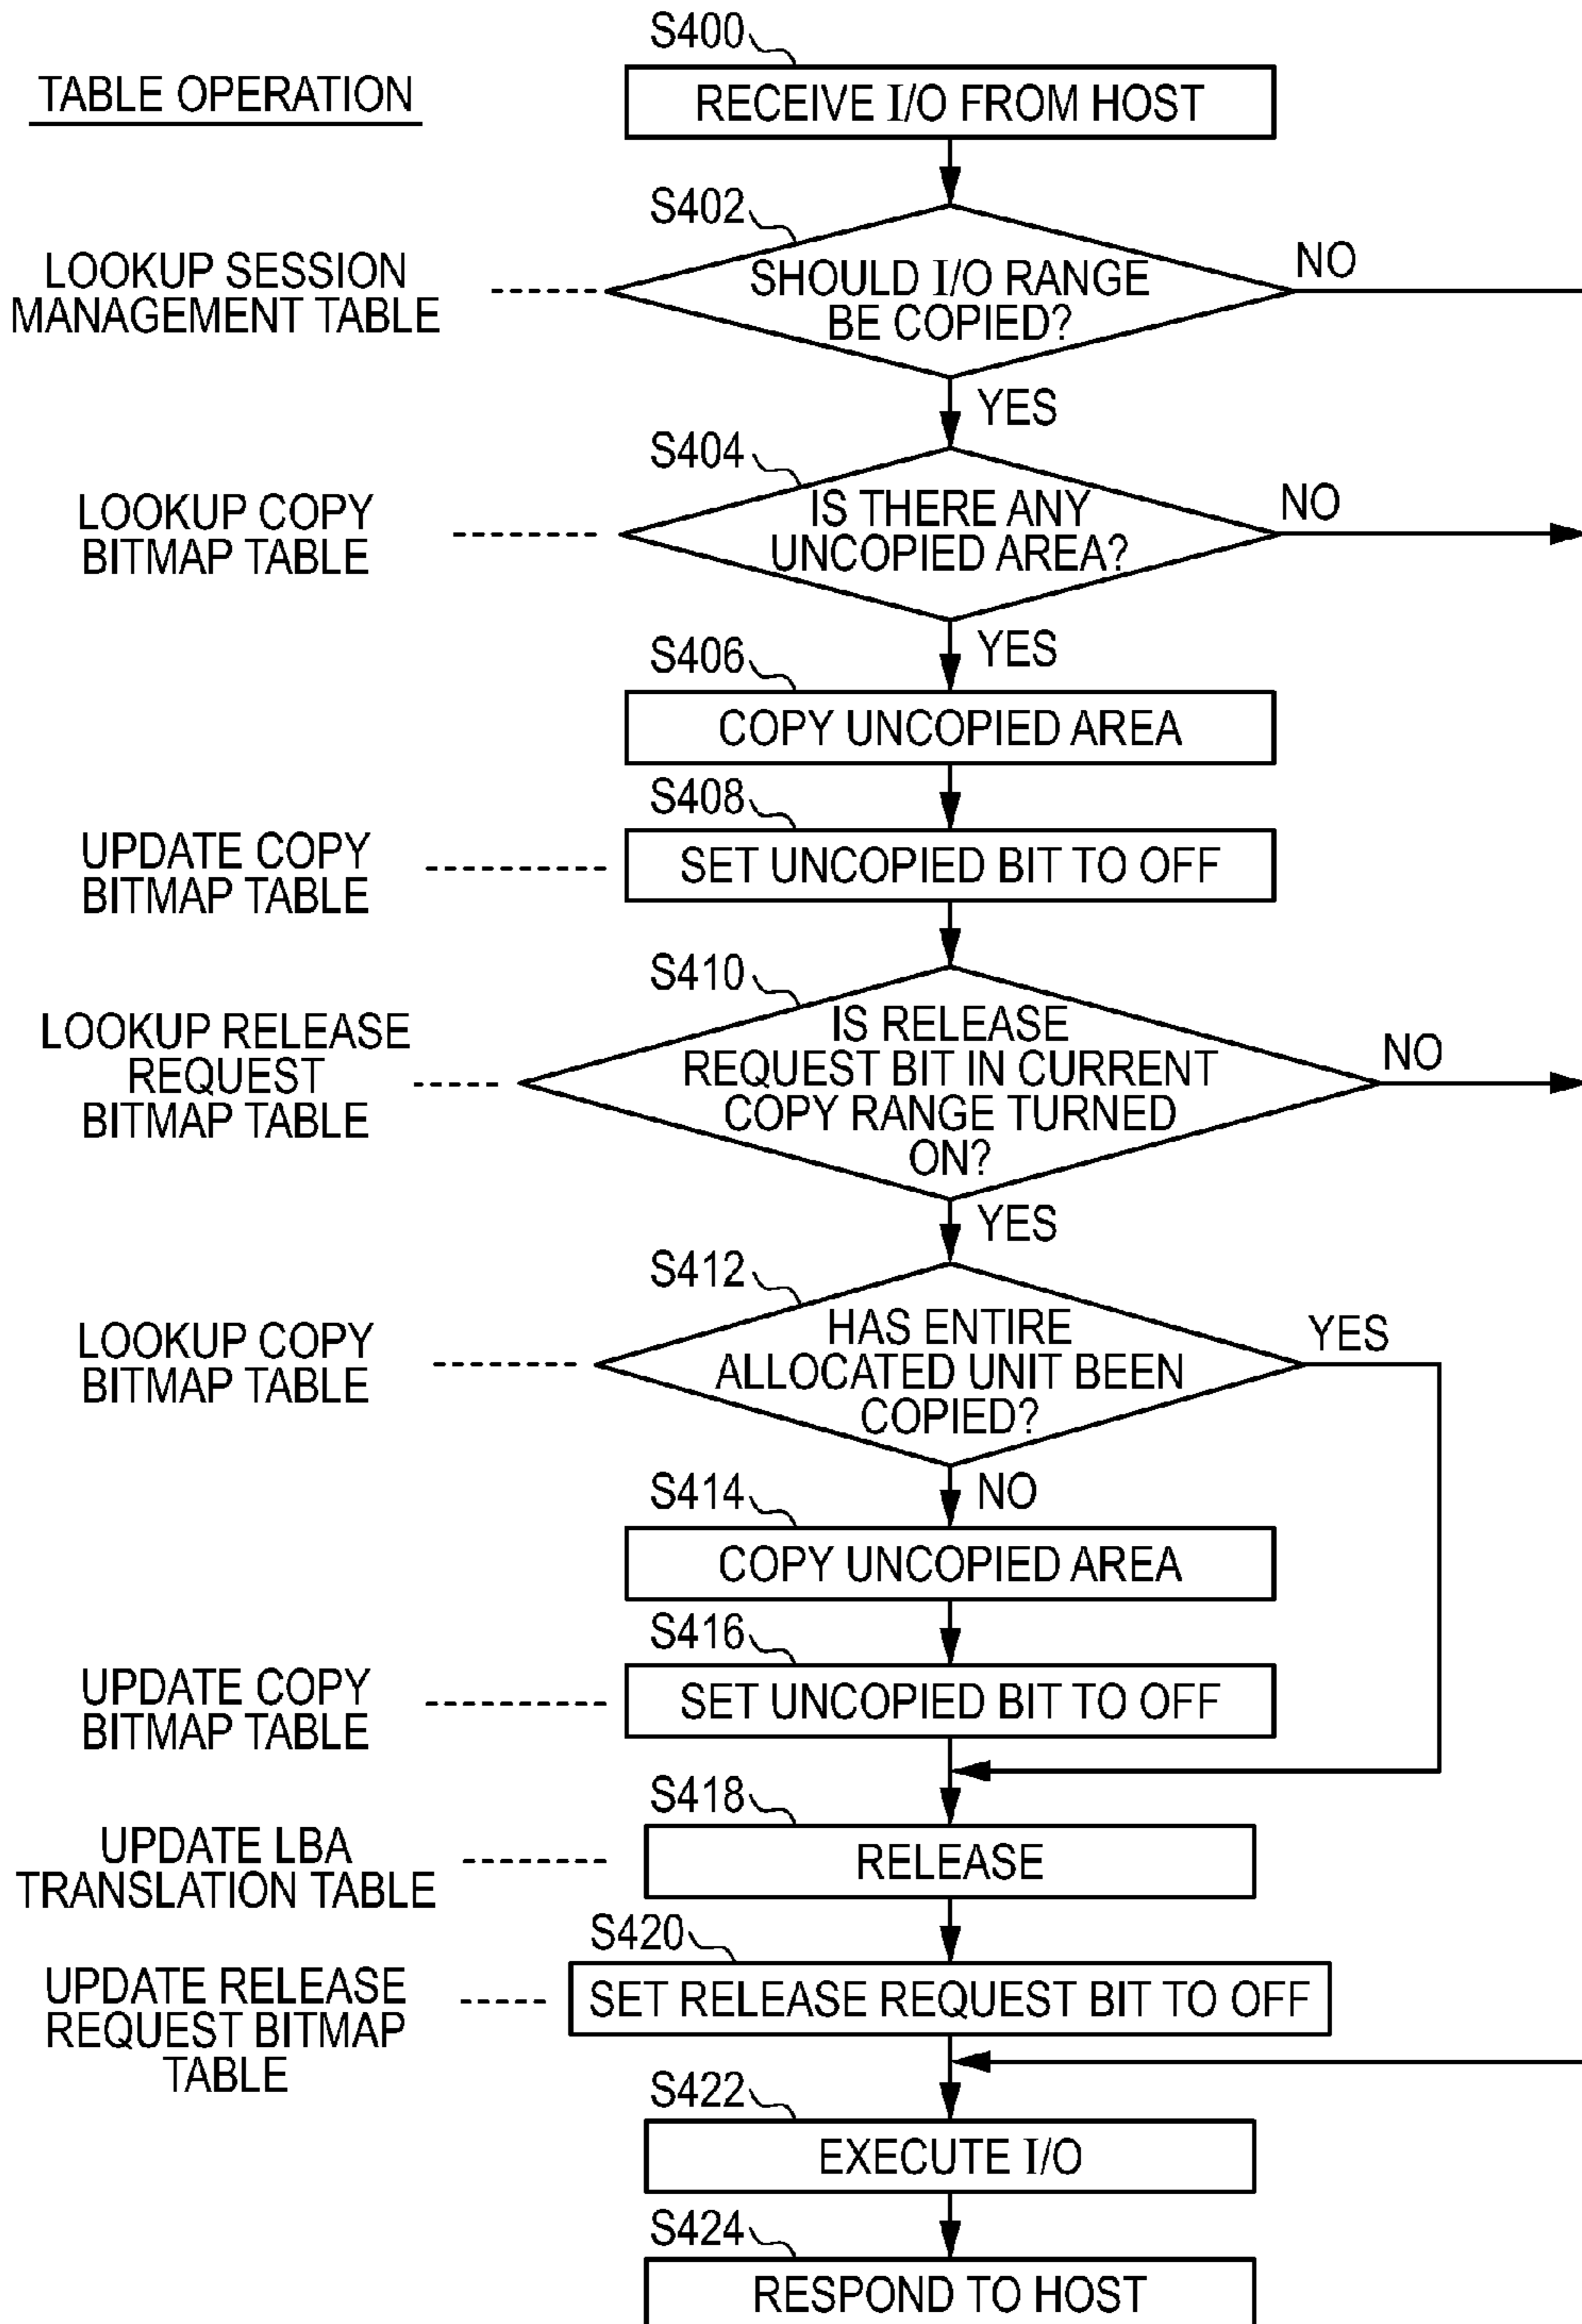 S400
TABLE OPERATION
RECEIVE I/O FROM HOST
S402
LOOKUP SESSION
MANAGEMENT TABLE
SHOULD I/O RANGE
BE COPIED?
NO
YES
S404
LOOKUP COPY
BITMAP TABLE
IS THERE ANY
UNCOPIED AREA?
NO
YES
S406
COPY UNCOPIED AREA
S408
UPDATE COPY
BITMAP TABLE
SET UNCOPIED BIT TO OFF
S410
LOOKUP RELEASE
REQUEST
BITMAP TABLE
IS RELEASE
REQUEST BIT IN CURRENT
COPY RANGE TURNED
ON?
NO
YES
S412
LOOKUP COPY
BITMAP TABLE
HAS ENTIRE
ALLOCATED UNIT BEEN
COPIED?
YES
NO
S414
COPY UNCOPIED AREA
S416
UPDATE COPY
BITMAP TABLE
SET UNCOPIED BIT TO OFF
S418
UPDATE LBA
TRANSLATION TABLE
RELEASE
S420
UPDATE RELEASE
REQUEST BITMAP
TABLE
SET RELEASE REQUEST BIT TO OFF
S422
EXECUTE I/O
S424
RESPOND TO HOST